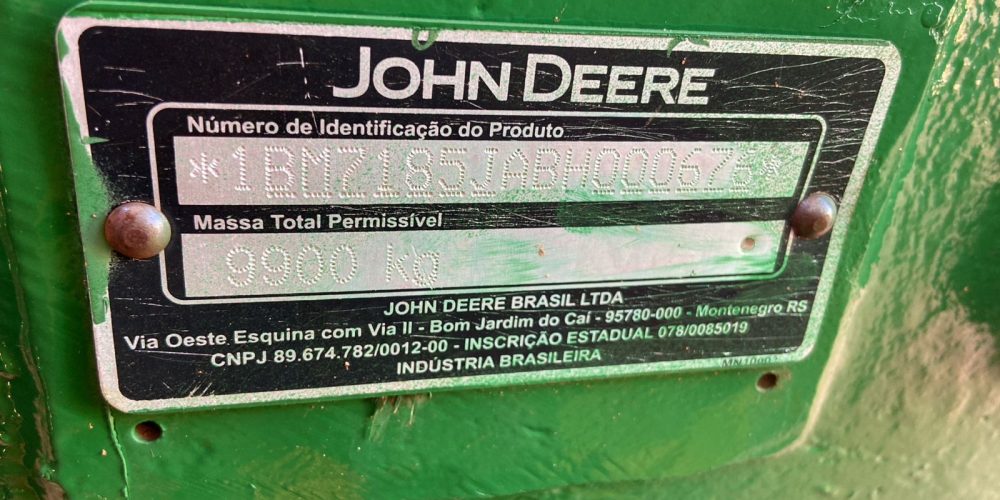 JOHN DEERE
Número de Identificação do Produto
Massa Total Permissível
9900 kg
JOHN DEERE BRASIL LTDA
Via Oeste Esquina com Via II - Bom Jardim do Caí - 95780-000 - Montenegro RS
CNPJ 89.674.782/0012-00 - INSCRIÇÃO ESTADUAL 078/0085019
INDÚSTRIA BRASILEIRA